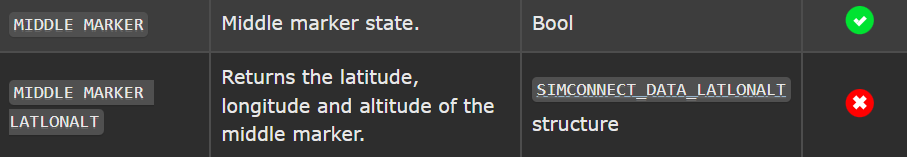 MIDDLE MARKER
Middle marker state.
Bool
MIDDLE MARKER
LATLONALT
Returns the latitude,
longitude and altitude of the
middle marker.
SIMCONNECT_DATA_LATLONALT
structure